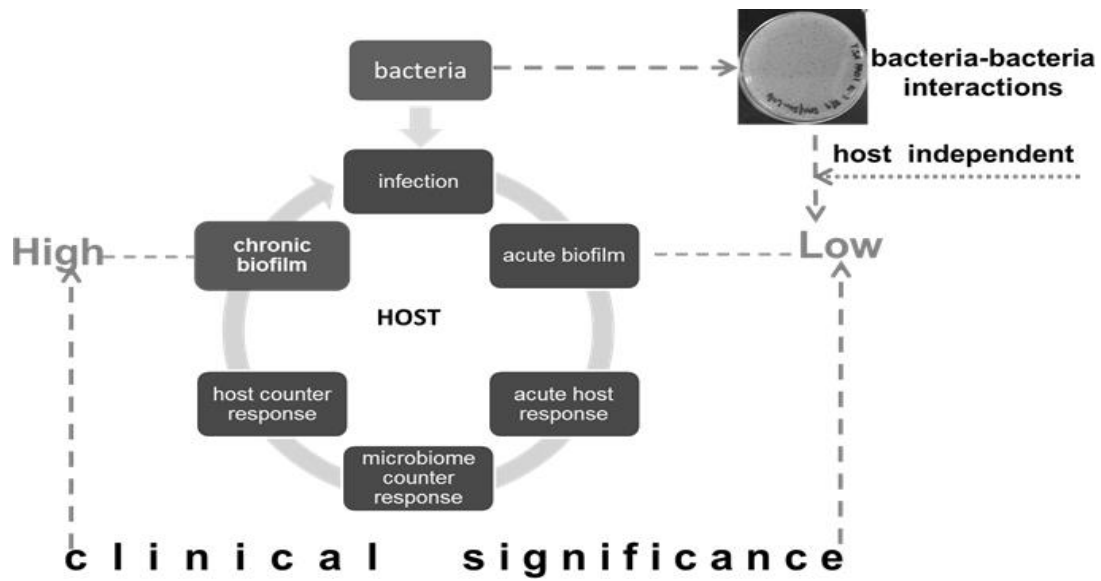 bacteria
bacteria-bacteria
interactions
host independent
infection
High
chronic
biofilm
acute biofilm
Low
HOST
host counter
response
acute host
response
microbiome
counter
response
clinical significance